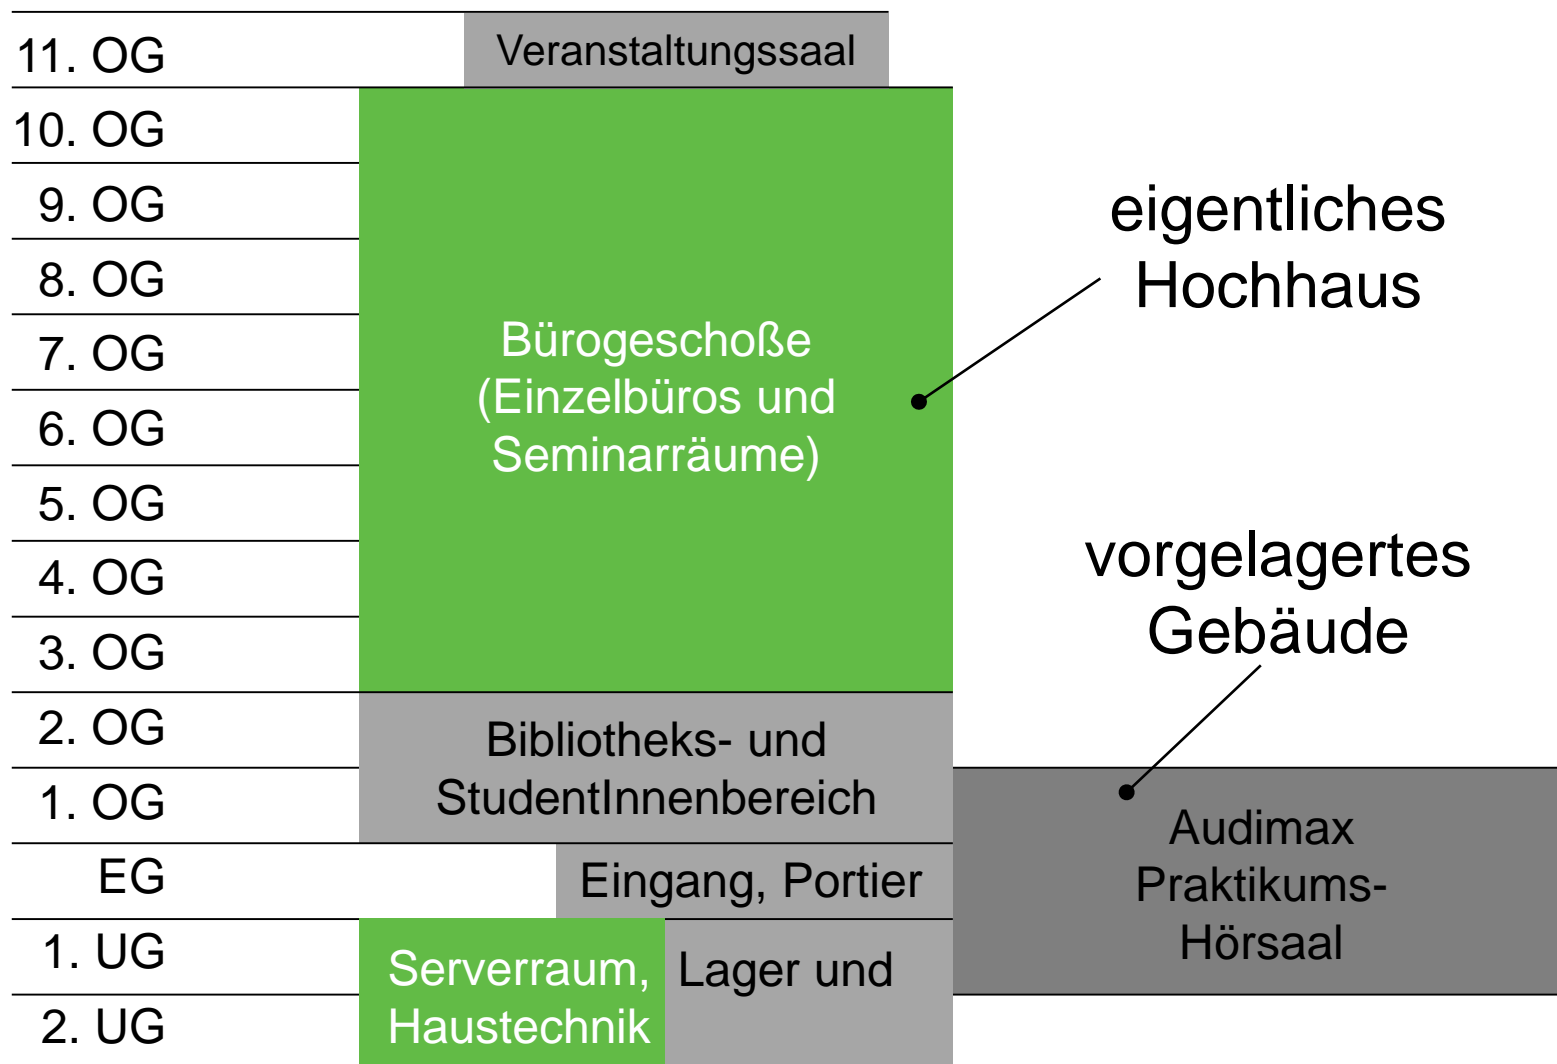 11. OG
Veranstaltungssaal
10. OG
9. OG
8. OG
7. OG
6. OG
5. OG
4. OG
3. OG
Bürogeschoße
(Einzelbüros und
Seminarräume)
eigentliches
Hochhaus
vorgelagertes
Gebäude
2. OG
1. OG
Bibliotheks- und
StudentInnenbereich
EG
Eingang, Portier
Audimax
Praktikums-
Hörsaal
1. UG
2. UG
Serverraum,
Haustechnik
Lager und